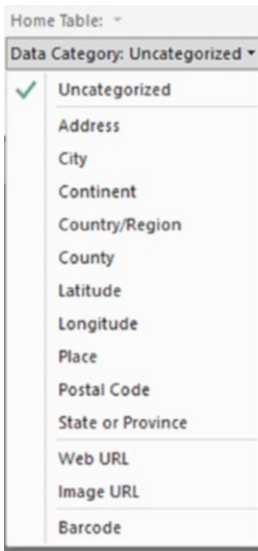 Home Table:
Data Category: Uncategorized
Uncategorized
Address
City
Continent
Country/Region
County
Latitude
Longitude
Place
Postal Code
State or Province
Web URL
Image URL
Barcode